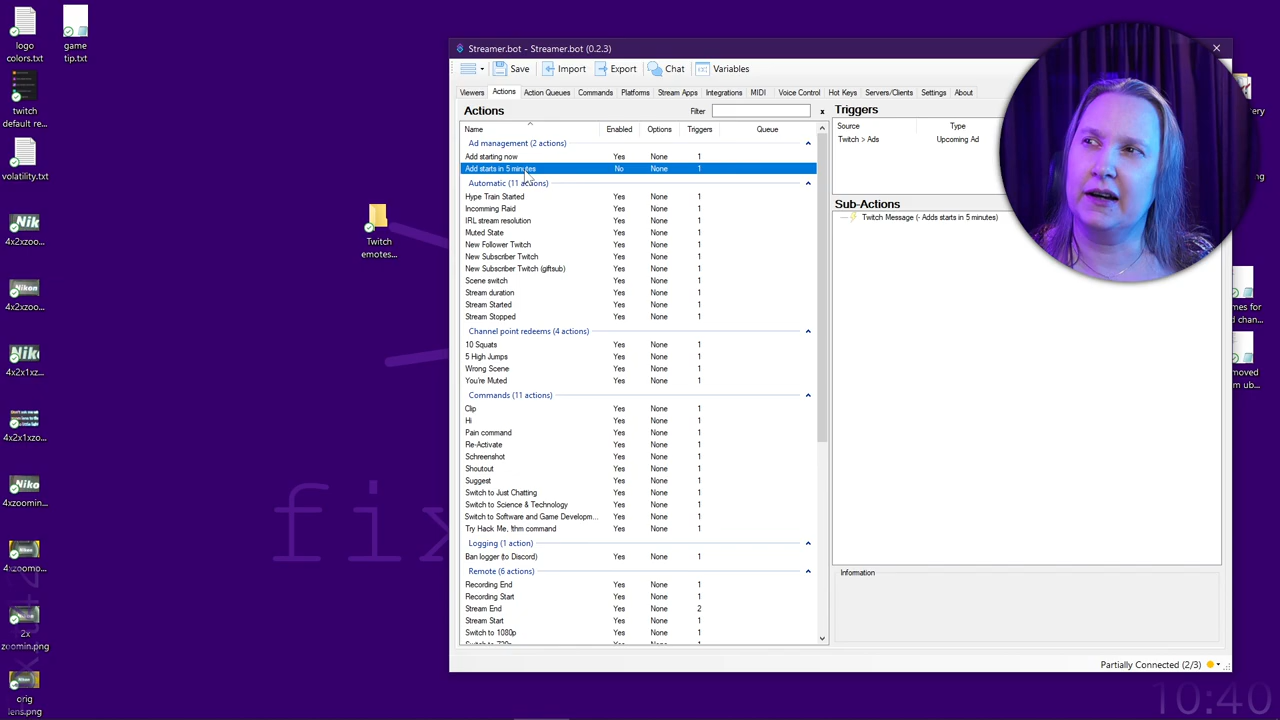 logo
colors.txt
game
tip.txt
twitch
default re...
volatility.txt
4x2xzoo...
4x2xzoo...
4x2x1xz...
4x2x1xzo...
4xzoomin...
4xzoomo...
2x
zoomin.png
orig
lens.png
Twitch
emotes...
Streamer.bot - Streamer.bot (0.2.3)
Save
Import
Export
Chat
Variables
Viewers
Actions
Action Queues
Commands
Platforms
Stream Apps
Integrations
MIDI
Voice Control
Hot Keys
Servers/Clients
Settings
About
Actions
Filter
x
Name Enabled Options Triggers Queue
Ad management (2 actions)
Add starting now Yes None 1
Add starts in 5 minutes No None 1
Automatic (11 actions)
Hype Train Started Yes None 1
Incomming Raid Yes None 1
IRL stream resolution Yes None 1
Muted State Yes None 1
New Follower Twitch Yes None 1
New Subscriber Twitch Yes None 1
New Subscriber Twitch (giftsub) Yes None 1
Scene switch Yes None 1
Stream duration Yes None 1
Stream Started Yes None 1
Stream Stopped Yes None 1
Channel point redeems (4 actions)
10 Squats Yes None 1
5 High Jumps Yes None 1
Wrong Scene Yes None 1
You're Muted Yes None 1
Commands (11 actions)
Clip Yes None 1
Hi Yes None 1
Pain command Yes None 1
Re-Activate Yes None 1
Schreenshot Yes None 1
Shoutout Yes None 1
Suggest Yes None 1
Switch to Just Chatting Yes None 1
Switch to Science & Technology Yes None 1
Switch to Software and Game Developm... Yes None 1
Try Hack Me, !thm command Yes None 1
Logging (1 action)
Ban logger (to Discord) Yes None 1
Remote (6 actions)
Recording End Yes None 1
Recording Start Yes None 1
Stream End Yes None 2
Stream Start Yes None 1
Switch to 1080p Yes None 1
Switch to 720p
Triggers
Source Type
Twitch > Ads Upcoming Ad
Sub-Actions
Twitch Message (- Adds starts in 5 minutes)
Information
Partially Connected (2/3)
fix
10:40